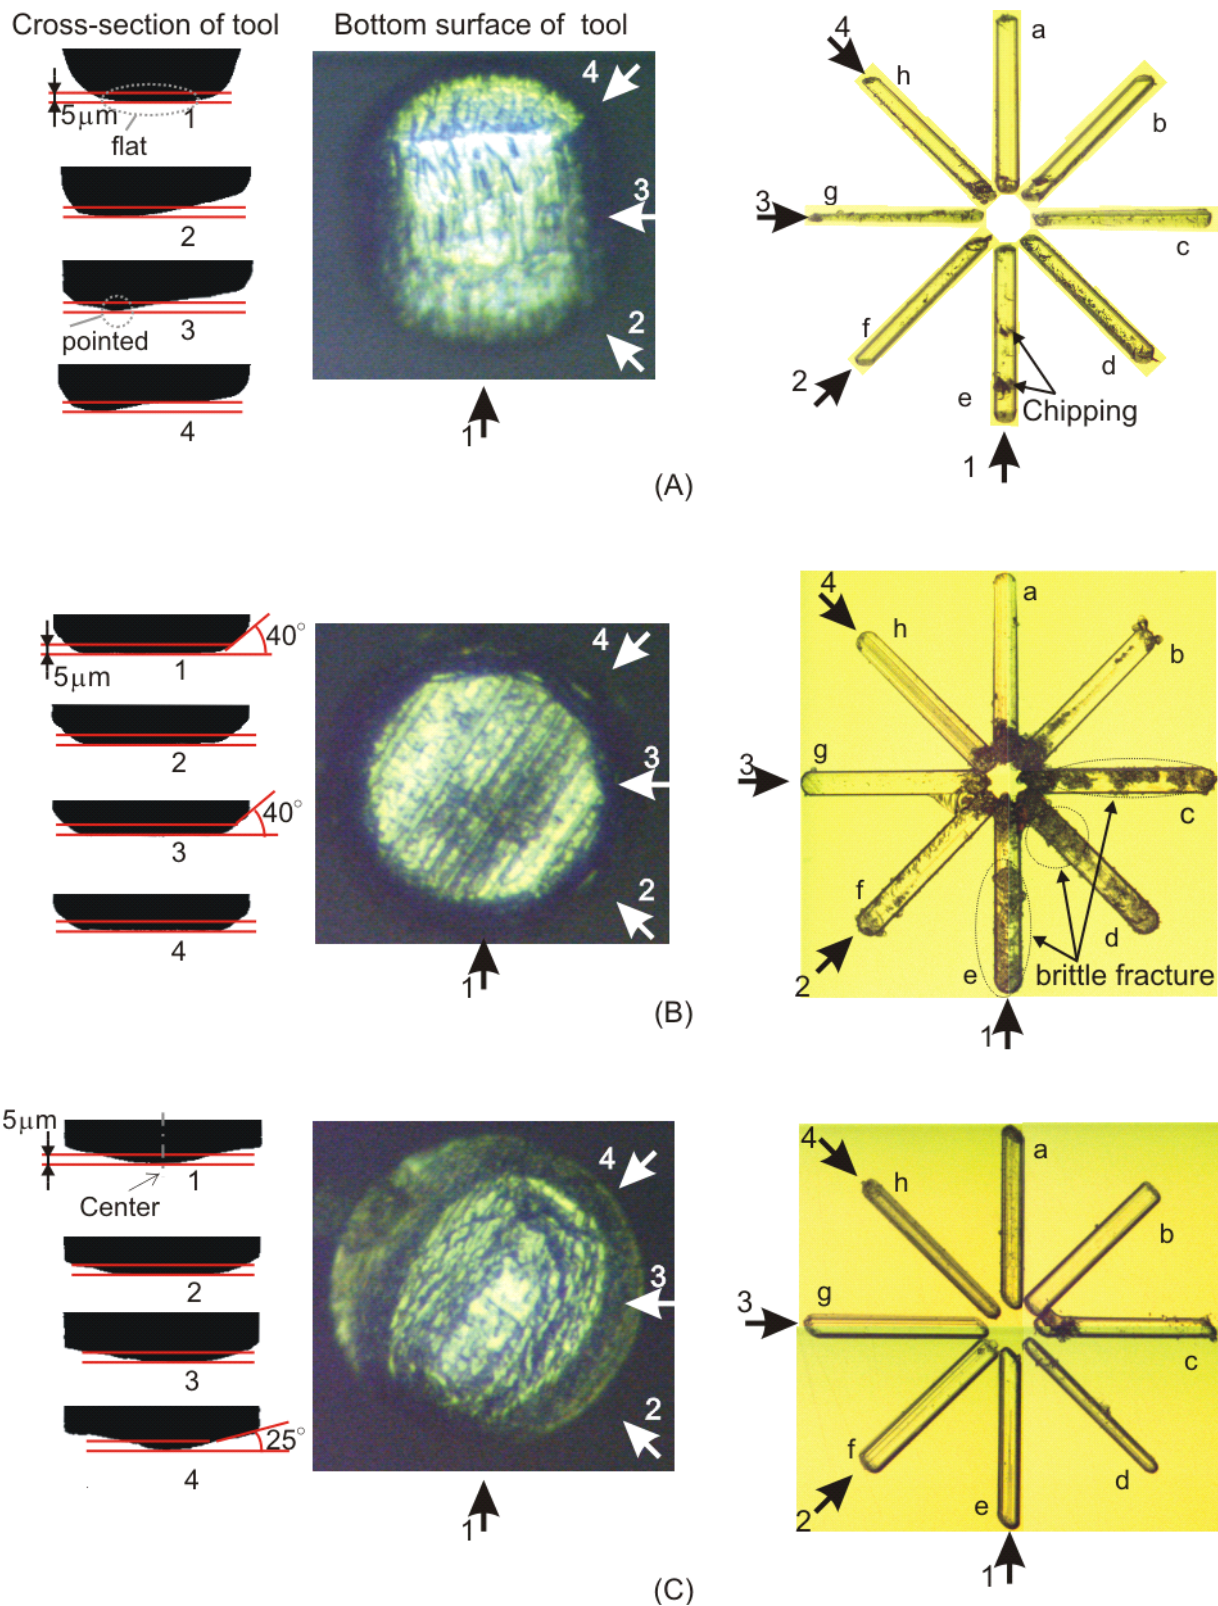 Cross-section of tool
Bottom surface of tool
5μm
1
flat
2
3
pointed
4
4
3
2
1
4
h
a
b
3
g
c
f
d
2
e
Chipping
1
(A)
40°
5μm
1
2
40°
3
4
4
3
2
1
4
h
a
b
3
g
c
f
d
2
e
brittle fracture
1
(B)
5μm
1
Center
2
3
25°
4
4
3
2
1
4
h
a
b
3
g
c
f
d
2
e
1
(C)